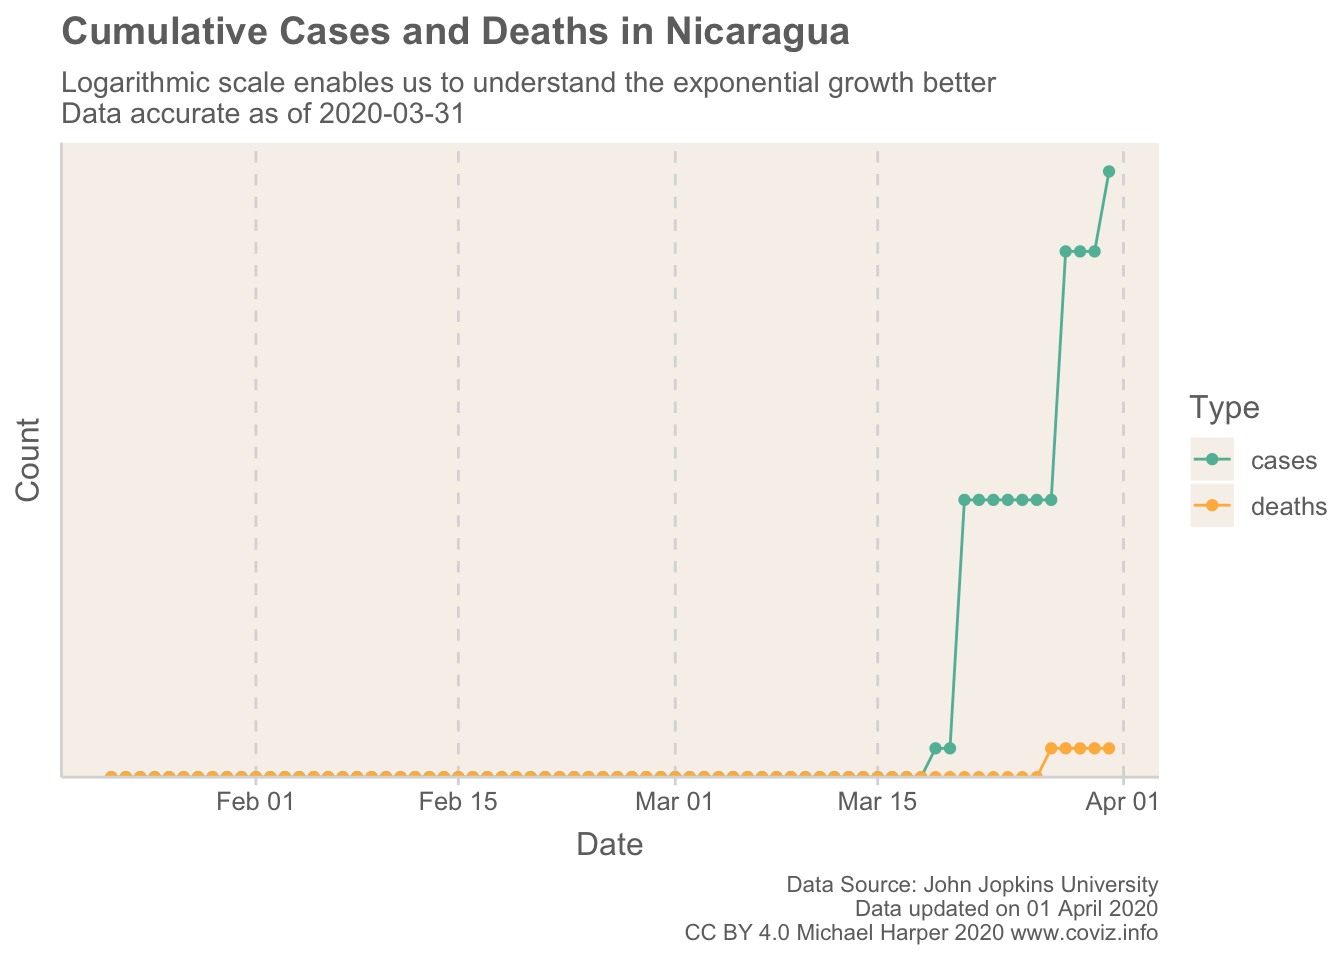 Cumulative Cases and Deaths in Nicaragua
Logarithmic scale enables us to understand the exponential growth better
Data accurate as of 2020-03-31
Count
Type
cases
deaths
Feb 01
Feb 15
Mar 01
Mar 15
Apr 01
Date
Data Source: John Jopkins University
Data updated on 01 April 2020
CC BY 4.0 Michael Harper 2020 www.coviz.info